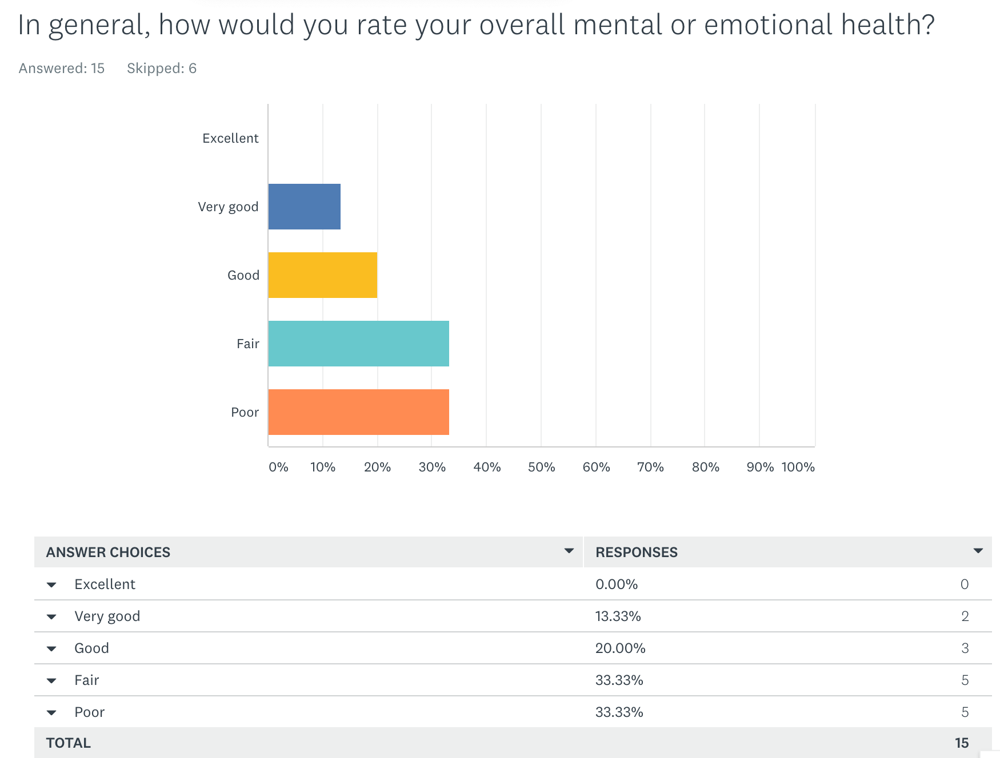 In general, how would you rate your overall mental or emotional health?
Answered: 15 Skipped: 6
Excellent
Very good
Good
Fair
Poor
0% 10% 20% 30% 40% 50% 60% 70% 80% 90% 100%
ANSWER CHOICES RESPONSES
Excellent 0.00% 0
Very good 13.33% 2
Good 20.00% 3
Fair 33.33% 5
Poor 33.33% 5
TOTAL 15